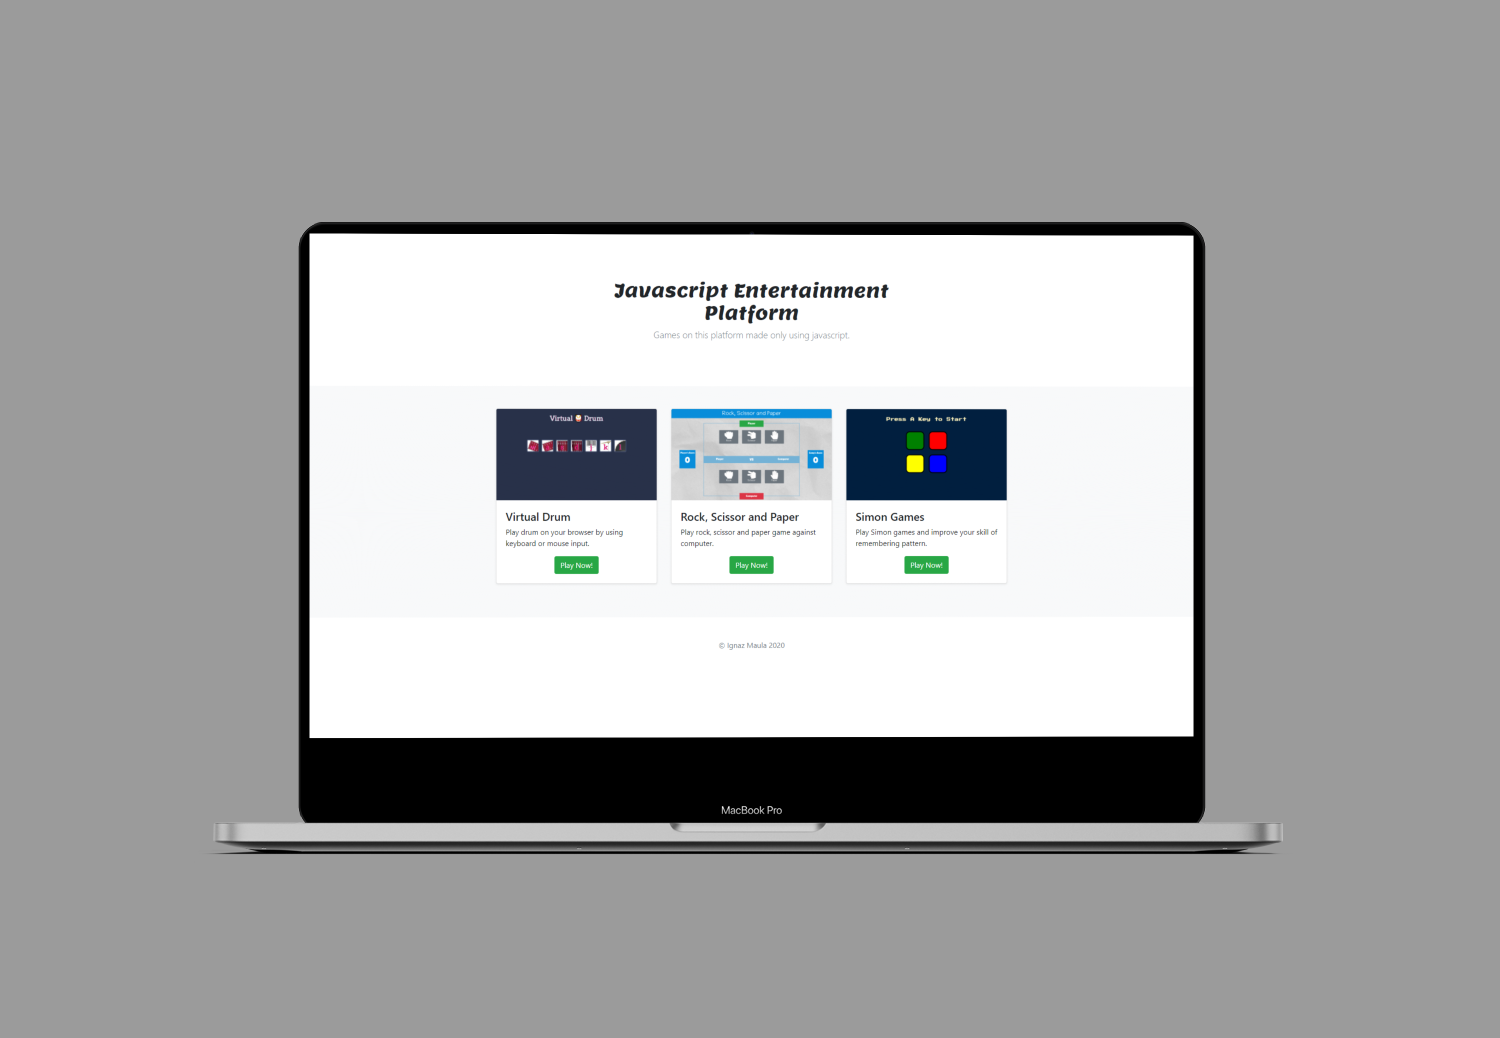 Javascript Entertainment
Platform
Games on this platform made only using javascript.
Virtual Drum
k
Rock, Scissor and Paper
0
0
Press A Key to Start
Virtual Drum
Play drum on your browser by using
keyboard or mouse input.
Play Now!
Rock, Scissor and Paper
Play rock, scissor and paper game against
computer.
Play Now!
Simon Games
Play Simon games and improve your skill of
remembering pattern.
Play Now!
© Ignaz Maula 2020
MacBook Pro